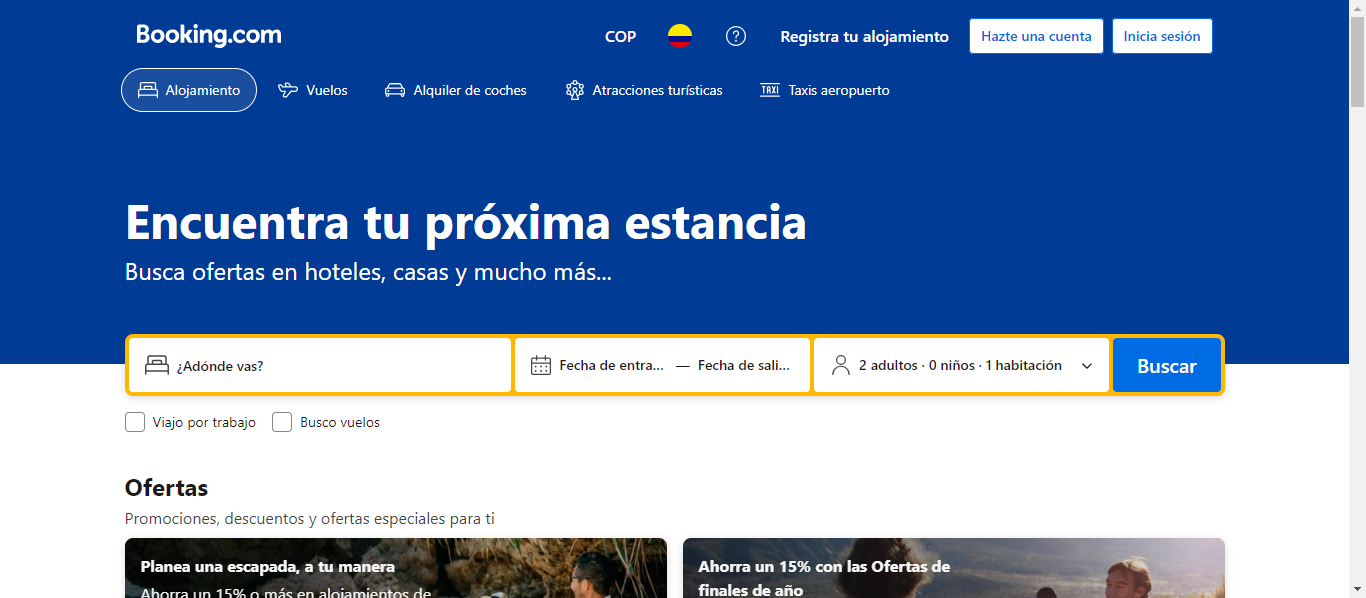 Booking.com
COP
Registra tu alojamiento
Hazte una cuenta
Inicia sesión
Alojamiento
Vuelos
Alquiler de coches
Atracciones turísticas
TAXI
Taxis aeropuerto
Encuentra tu próxima estancia
Busca ofertas en hoteles, casas y mucho más...
¿Adónde vas?
Fecha de entra... — Fecha de sali...
2 adultos · 0 niños · 1 habitación
Buscar
Viajo por trabajo
Busco vuelos
Ofertas
Promociones, descuentos y ofertas especiales para ti
Planea una escapada, a tu manera
Ahorra un 15% o más en alojamientos de
Ahorra un 15% con las Ofertas de
finales de año